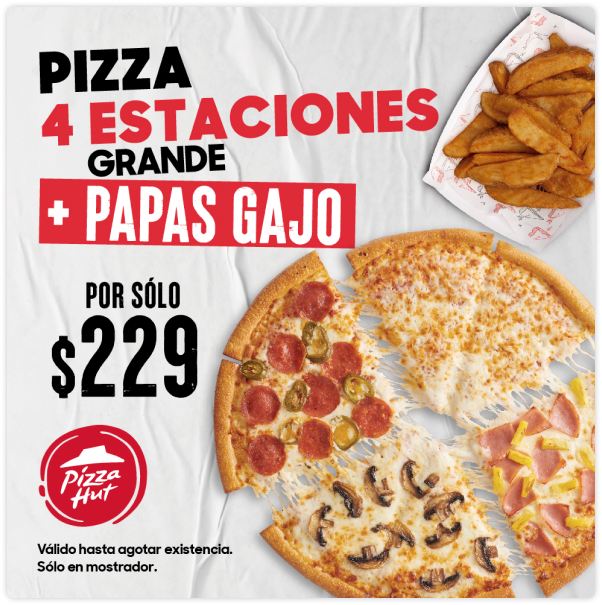 PIZZA
4 ESTACIONES
GRANDE
+ PAPAS GAJO
POR SÓLO
$229
Pizza
Hut
Válido hasta agotar existencia.
Sólo en mostrador.